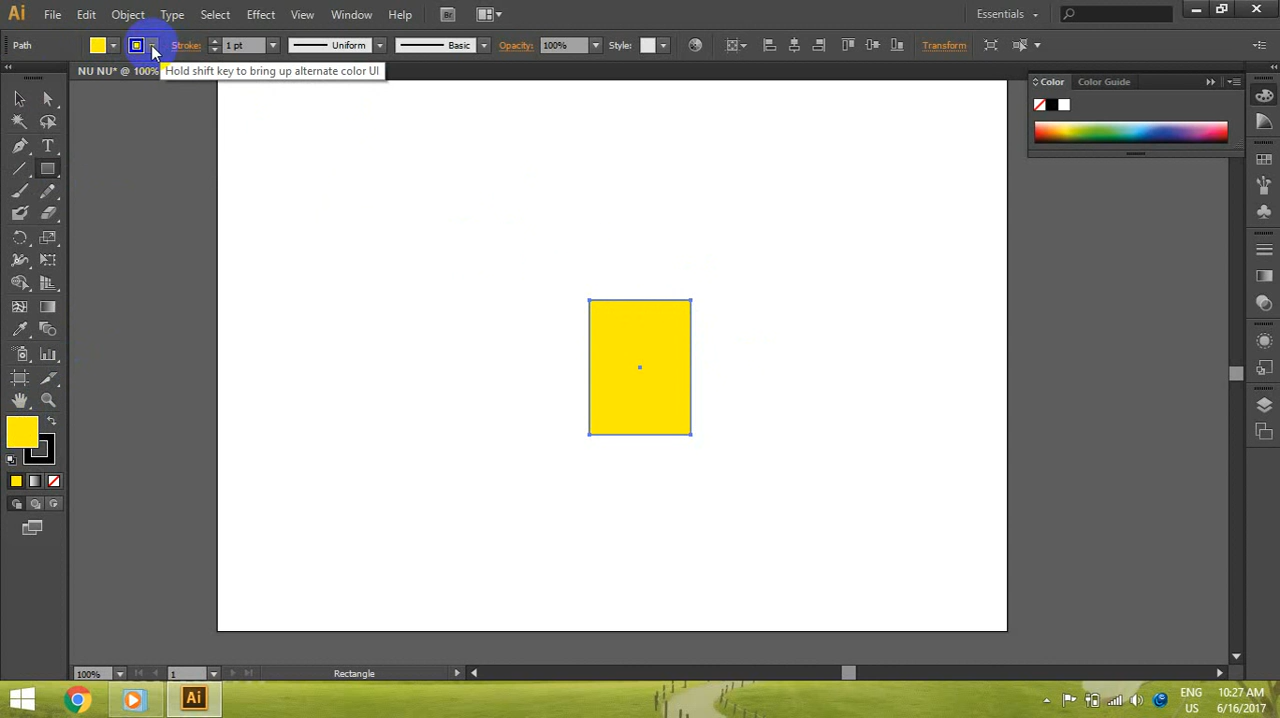 Ai File Edit Object Type Select Effect View Window Help Br Essentials
Path Stroke: 1 pt Uniform Basic Opacity: 100% Style: Transform
NU NU* @ 100% Hold shift key to bring up alternate color UI
Color Color Guide
T
100% 1 Rectangle
Ai ENG 10:27 AM
US 6/16/2017